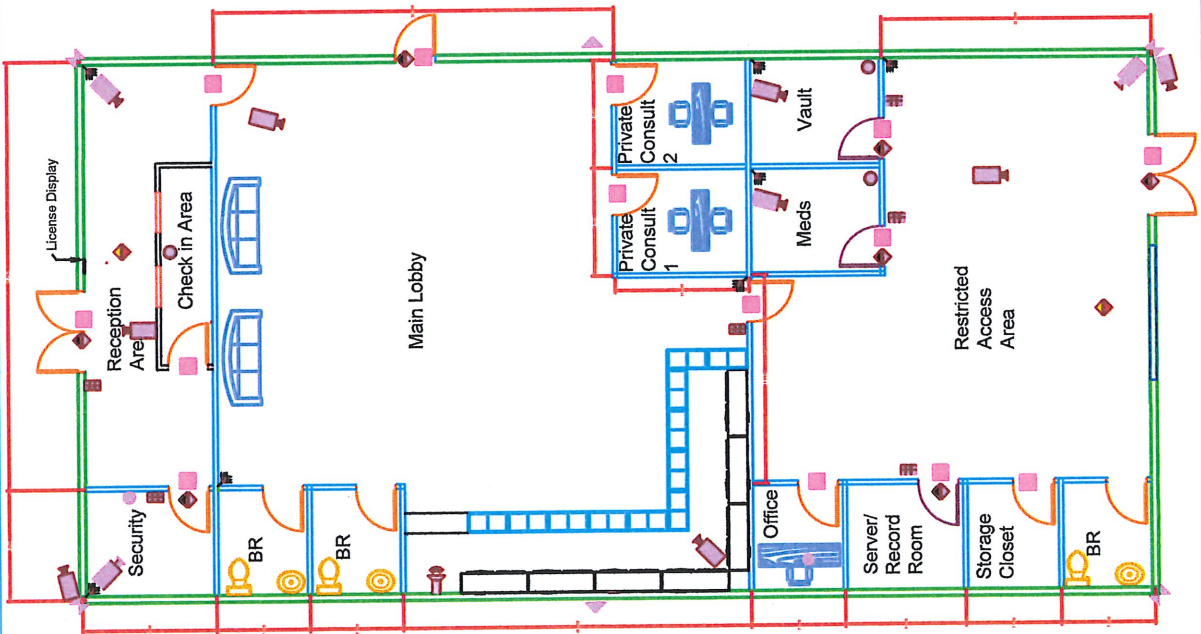 License Display
Reception
Area
Check in Area
Security
BR
BR
Main Lobby
Private
Consult
2
Private
Consult
1
Vault
Meds
Office
Server/
Record
Room
Storage
Closet
BR
Restricted
Access
Area